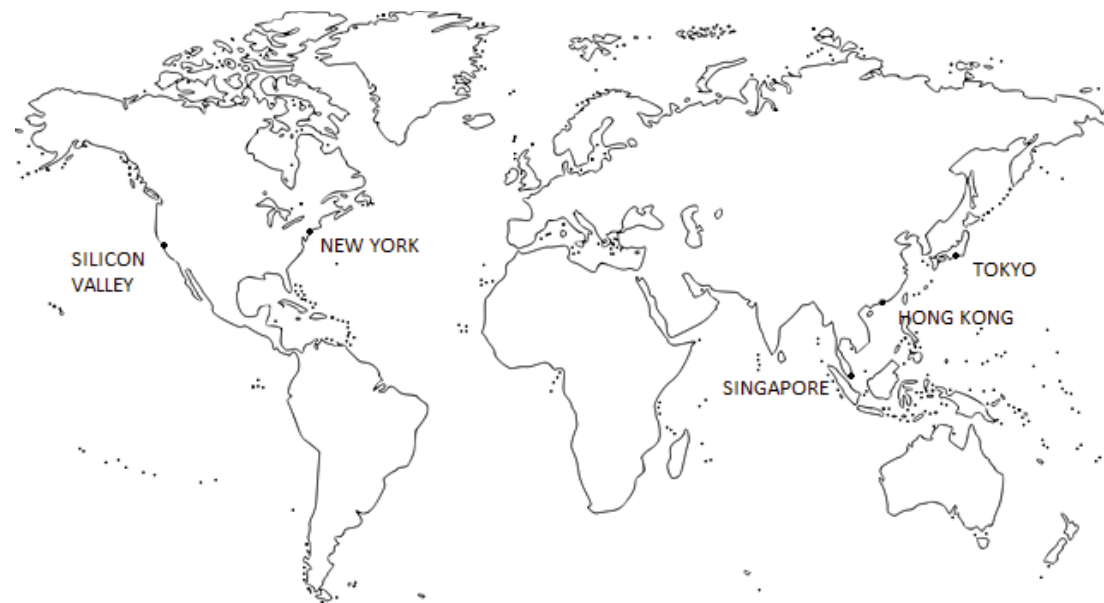 NEW YORK
SILICON
VALLEY
TOKYO
HONG KONG
SINGAPORE